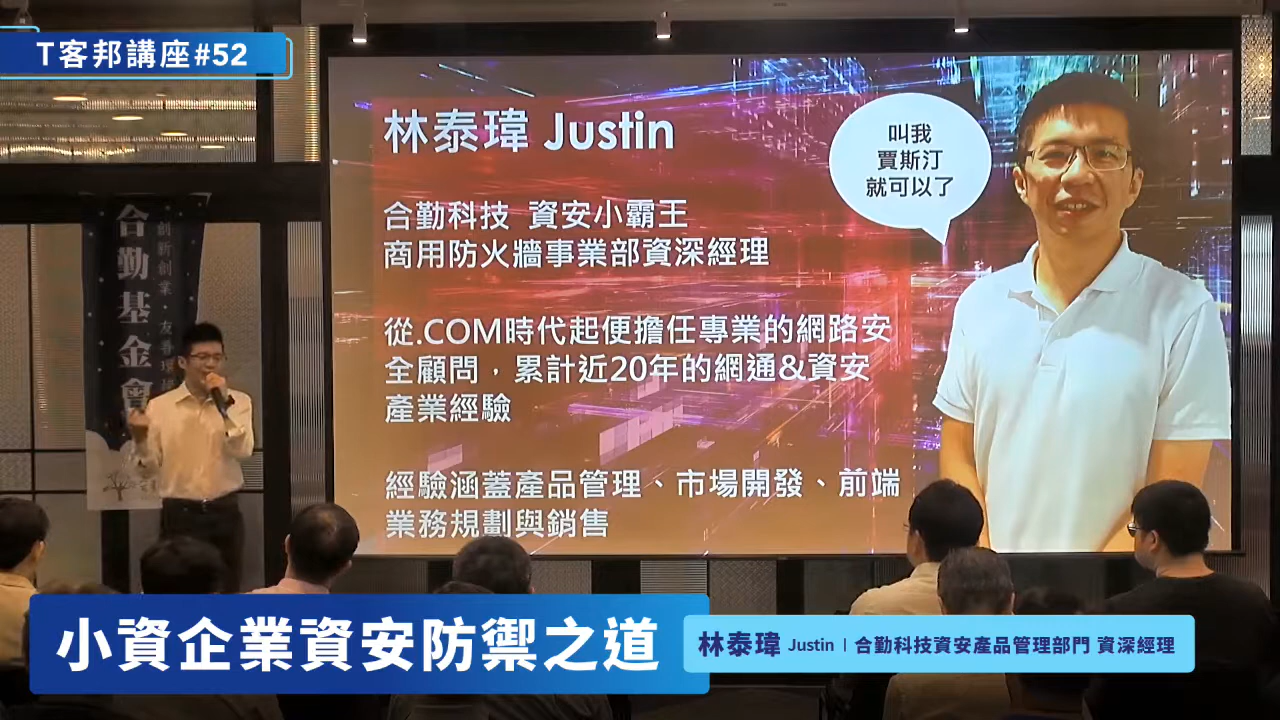 T客邦講座#52
林泰瑋 Justin
叫我
賈斯汀
就可以了
合勤科技 資安小霸王
商用防火牆事業部資深經理
從.COM時代起便擔任專業的網路安
全顧問，累計近20年的網通&資安
產業經驗
經驗涵蓋產品管理、市場開發、前端
業務規劃與銷售
合勤基金會
創新創業・友善環境
小資企業資安防禦之道
林泰瑋 Justin | 合勤科技資安產品管理部門 資深經理